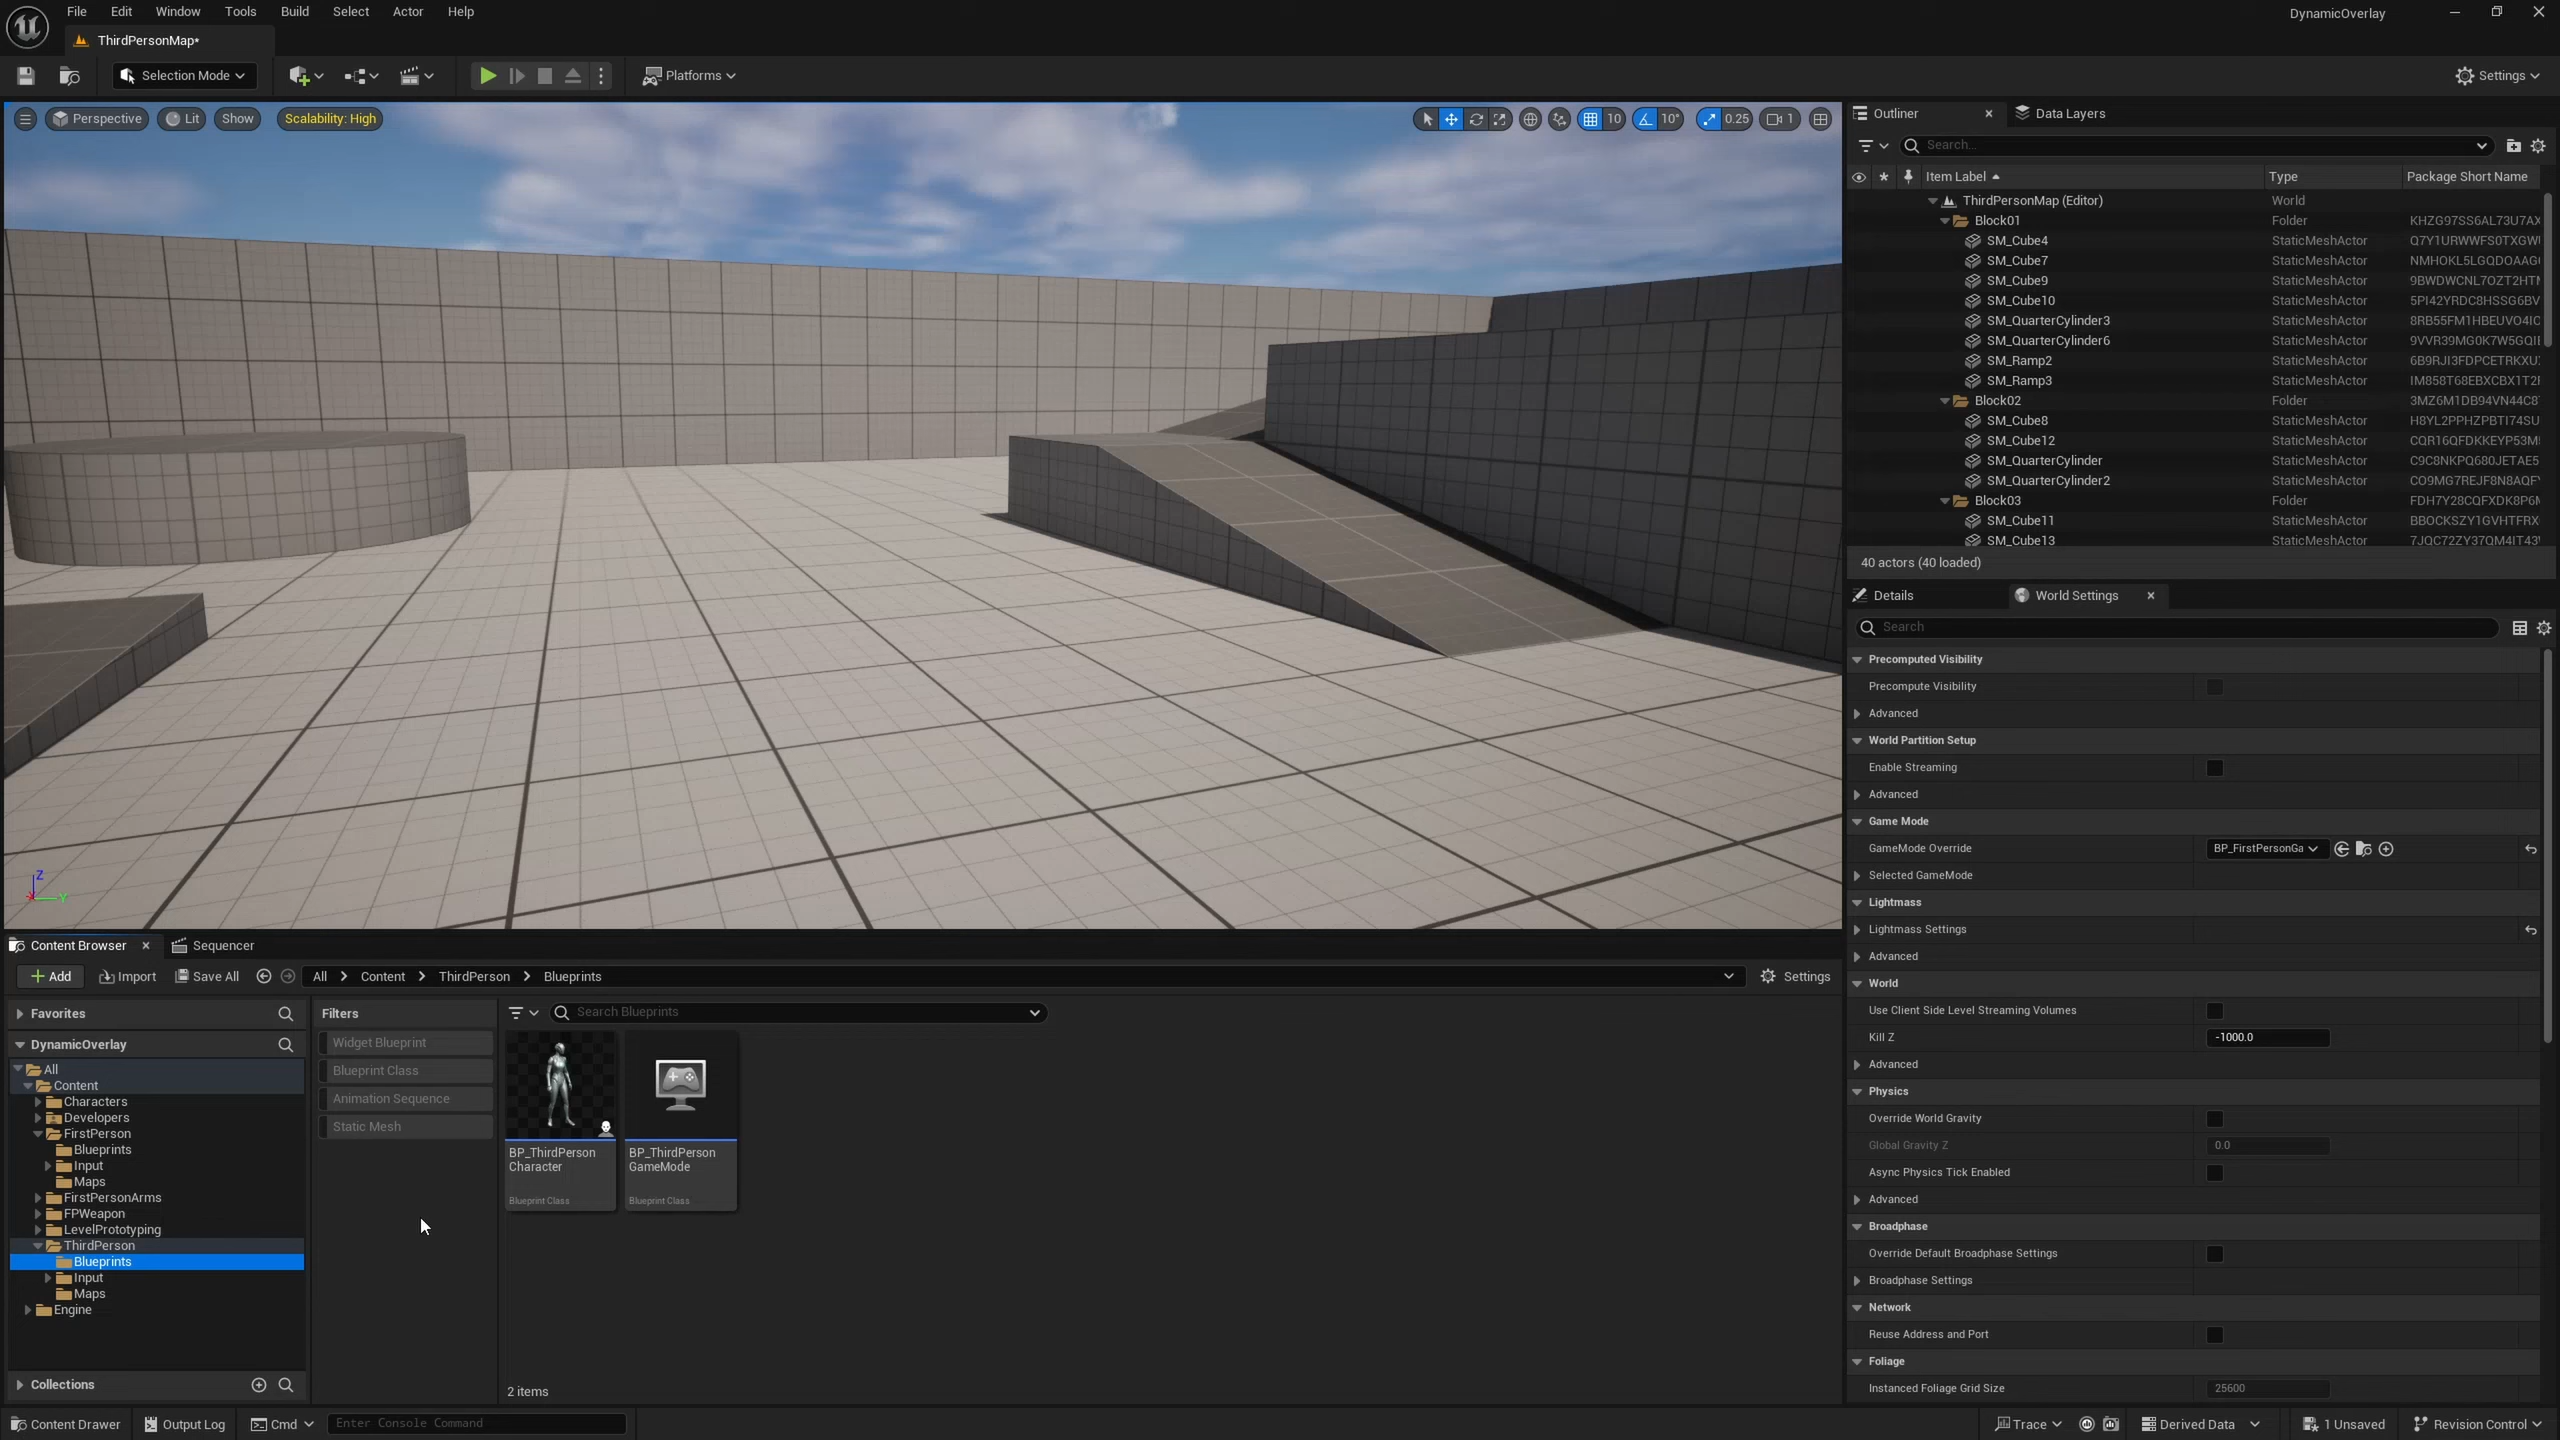 File Edit Window Tools Build Select Actor Help
DynamicOverlay
ThirdPersonMap*
Selection Mode
Platforms
Settings
Perspective Lit Show Scalability: High
10 10° 0.25 1
Outliner
Data Layers
Search...
Item Label Type Package Short Name
ThirdPersonMap (Editor) World
Block01 Folder
SM_Cube4 StaticMeshActor
SM_Cube7 StaticMeshActor
SM_Cube9 StaticMeshActor
SM_Cube10 StaticMeshActor
SM_QuarterCylinder3 StaticMeshActor
SM_QuarterCylinder6 StaticMeshActor
SM_Ramp2 StaticMeshActor
SM_Ramp3 StaticMeshActor
Block02 Folder
SM_Cube8 StaticMeshActor
SM_Cube12 StaticMeshActor
SM_QuarterCylinder StaticMeshActor
SM_QuarterCylinder2 StaticMeshActor
Block03 Folder
SM_Cube11 StaticMeshActor
SM_Cube13 StaticMeshActor
40 actors (40 loaded)
Details
World Settings
Search
Precomputed Visibility
Precompute Visibility
Advanced
World Partition Setup
Enable Streaming
Advanced
Game Mode
GameMode Override BP_FirstPersonGa
Selected GameMode
Lightmass
Lightmass Settings
Advanced
World
Use Client Side Level Streaming Volumes
Kill Z -1000.0
Advanced
Physics
Override World Gravity
Global Gravity Z 0.0
Async Physics Tick Enabled
Advanced
Broadphase
Override Default Broadphase Settings
Broadphase Settings
Network
Reuse Address and Port
Foliage
Instanced Foliage Grid Size 25600
Z
Y
Content Browser
Sequencer
Add Import Save All All Content ThirdPerson Blueprints Settings
Favorites
DynamicOverlay
All
Content
Characters
Developers
FirstPerson
Blueprints
Input
Maps
FirstPersonArms
FPWeapon
LevelPrototyping
ThirdPerson
Blueprints
Input
Maps
Engine
Collections
Filters
Widget Blueprint
Blueprint Class
Animation Sequence
Static Mesh
Search Blueprints
BP_ThirdPerson
Character
Blueprint Class
BP_ThirdPerson
GameMode
Blueprint Class
2 items
Content Drawer Output Log Cmd Enter Console Command Trace Derived Data 1 Unsaved Revision Control